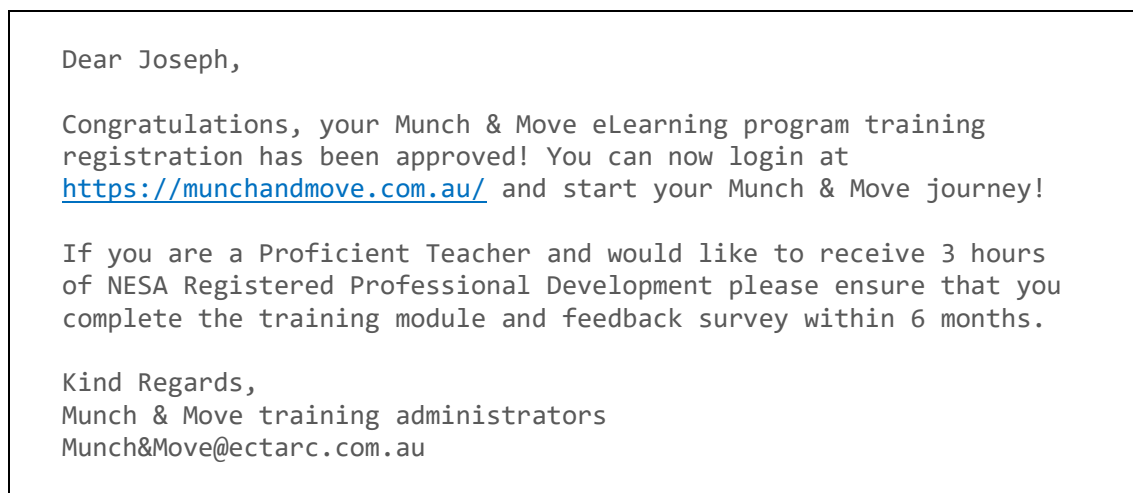 Dear Joseph,
Congratulations, your Munch & Move eLearning program training
registration has been approved! You can now login at
https://munchandmove.com.au/ and start your Munch & Move journey!
If you are a Proficient Teacher and would like to receive 3 hours
of NESA Registered Professional Development please ensure that you
complete the training module and feedback survey within 6 months.
Kind Regards,
Munch & Move training administrators
Munch&Move@ectarc.com.au